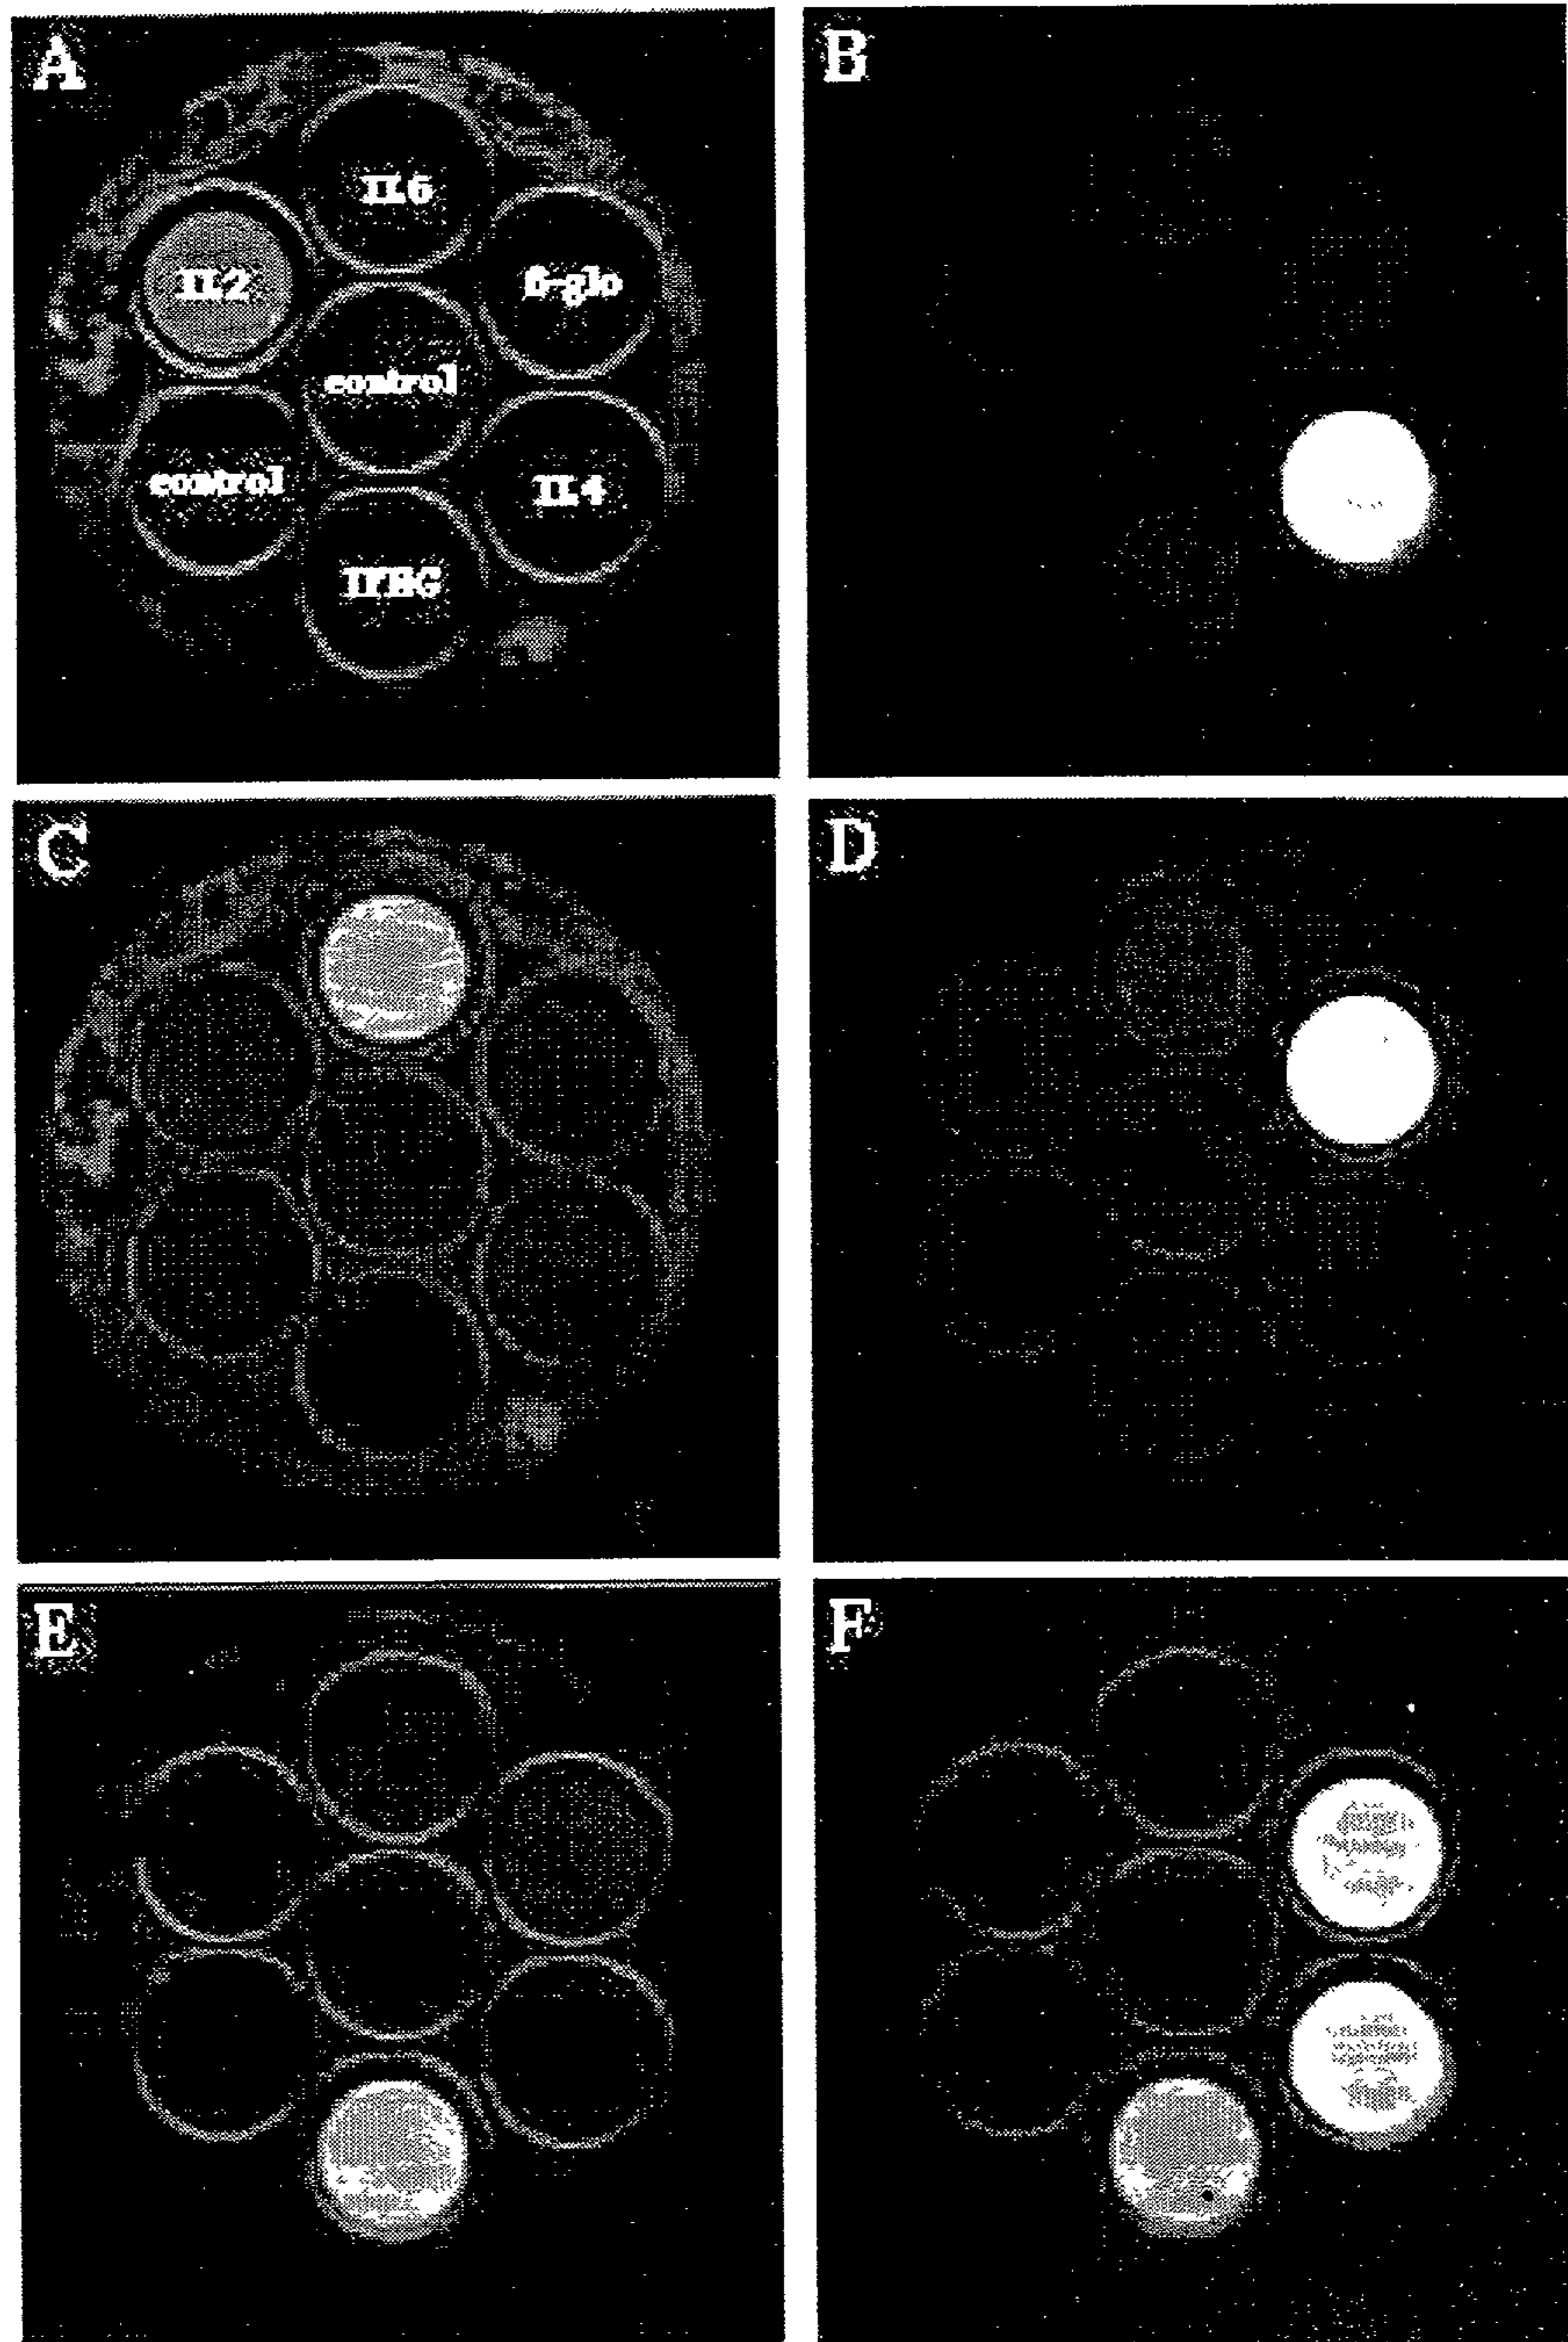 A
B
IL6
IL2
ß-glo
control
control
IL4
IFNG
C
D
E
F